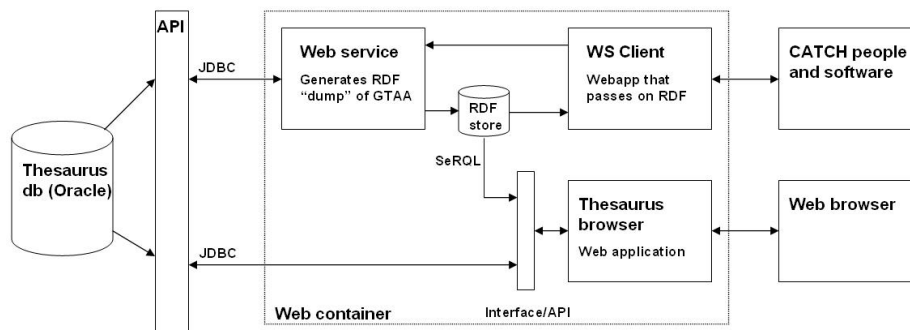 API
Web service
Generates RDF
“dump” of GTAA
WS Client
Webapp that
passes on RDF
CATCH people
and software
JDBC
RDF
store
Thesaurus
db (Oracle)
SeRQL
Thesaurus
browser
Web application
Web browser
JDBC
Web container
Interface/API